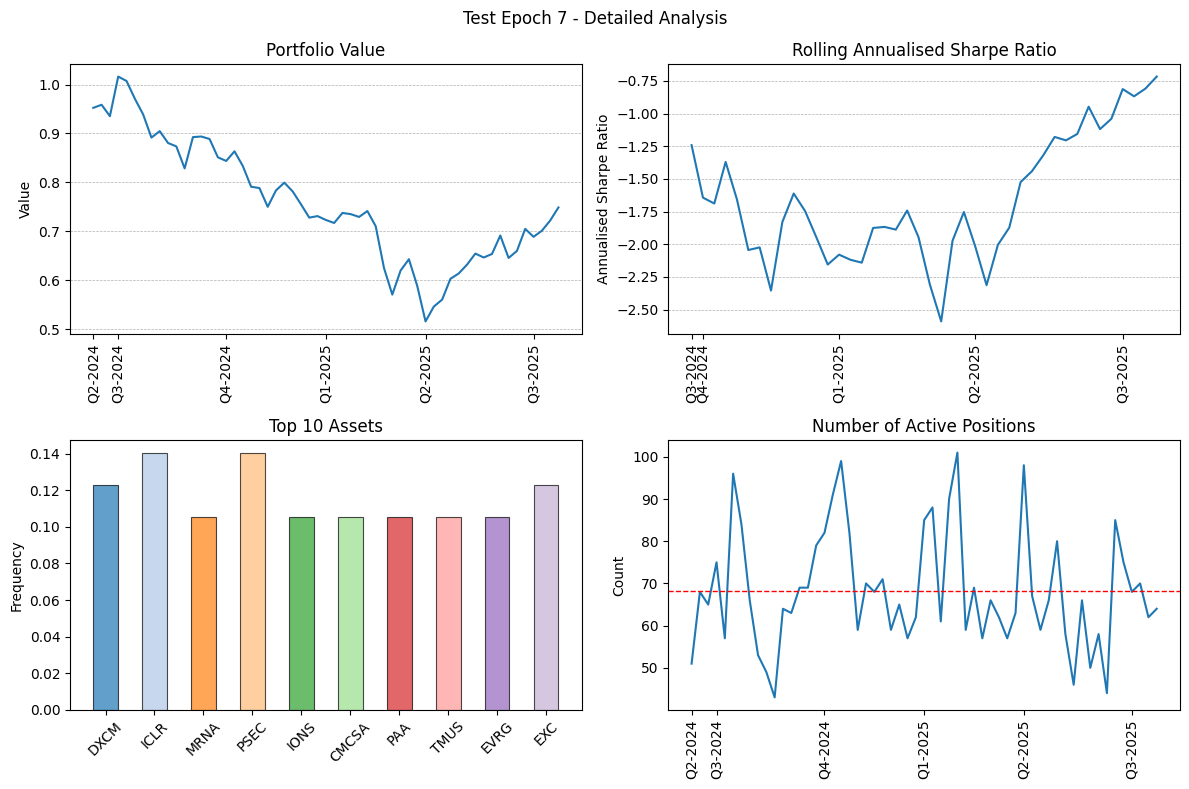 Test Epoch 7 - Detailed Analysis
Portfolio Value
Value
1.0
0.9
0.8
0.7
0.6
0.5
Q2-2024
Q3-2024
Q4-2024
Q1-2025
Q2-2025
Q3-2025
Rolling Annualised Sharpe Ratio
Annualised Sharpe Ratio
−0.75
−1.00
−1.25
−1.50
−1.75
−2.00
−2.25
−2.50
Q3-2024
Q4-2024
Q1-2025
Q2-2025
Q3-2025
Top 10 Assets
Frequency
0.14
0.12
0.10
0.08
0.06
0.04
0.02
0.00
DXCM
ICLR
MRNA
PSEC
IONS
CMCSA
PAA
TMUS
EVRG
EXC
Number of Active Positions
Count
100
90
80
70
60
50
Q2-2024
Q3-2024
Q4-2024
Q1-2025
Q2-2025
Q3-2025